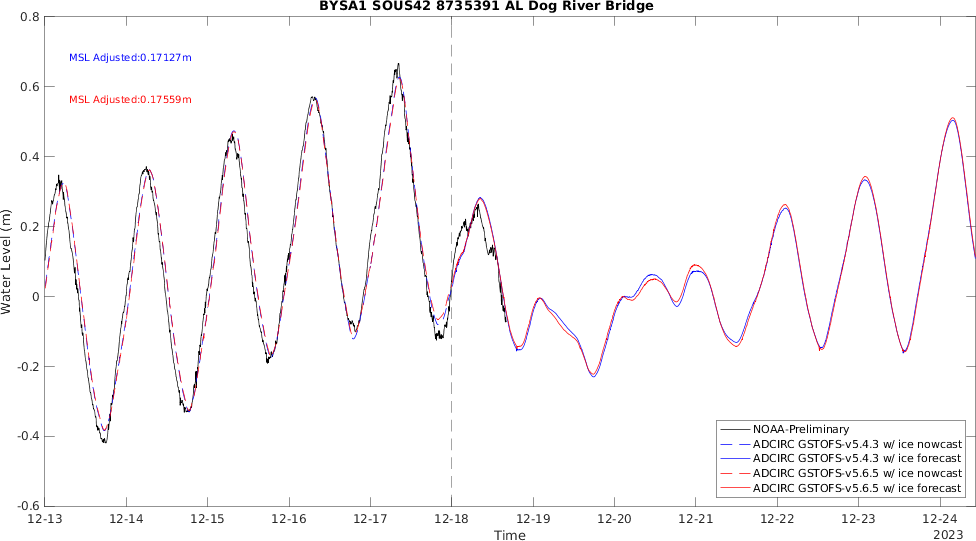 BYSA1 SOUS42 8735391 AL Dog River Bridge
0.8
MSL Adjusted:0.17127m
0.6
MSL Adjusted:0.17559m
0.4
0.2
Water Level (m)
0
-0.2
-0.4
NOAA-Preliminary
ADCIRC GSTOFS-v5.4.3 w/ ice nowcast
ADCIRC GSTOFS-v5.4.3 w/ ice forecast
ADCIRC GSTOFS-v5.6.5 w/ ice nowcast
ADCIRC GSTOFS-v5.6.5 w/ ice forecast
-0.6
12-13 12-14 12-15 12-16 12-17 12-18 12-19 12-20 12-21 12-22 12-23 12-24
Time
2023